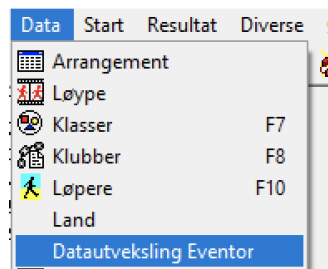 Data Start Resultat Diverse
Arrangement
Løype
Klasser F7
Klubber F8
Løpere F10
Land
Datautveksling Eventor